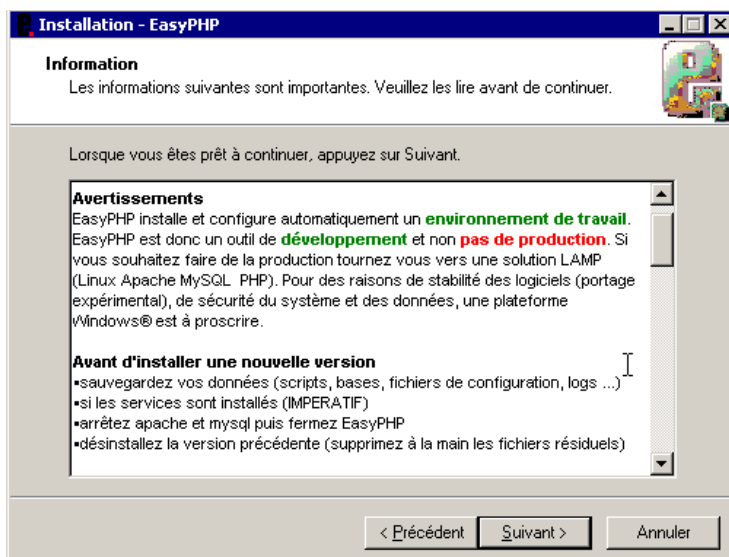 Installation - EasyPHP
Information
Les informations suivantes sont importantes. Veuillez les lire avant de continuer.
Lorsque vous êtes prêt à continuer, appuyez sur Suivant.
Avertissements
EasyPHP installe et configure automatiquement un environnement de travail.
EasyPHP est donc un outil de développement et non pas de production. Si
vous souhaitez faire de la production tournez vous vers une solution LAMP
(Linux Apache MySQL PHP). Pour des raisons de stabilité des logiciels (portage
expérimental), de sécurité du système et des données, une plateforme
Windows® est à proscrire.
Avant d'installer une nouvelle version
▪sauvegardez vos données (scripts, bases, fichiers de configuration, logs ...)
▪si les services sont installés (IMPERATIF)
▪arrêtez apache et mysql puis fermez EasyPHP
▪désinstallez la version précédente (supprimez à la main les fichiers résiduels)
< Précédent Suivant > Annuler